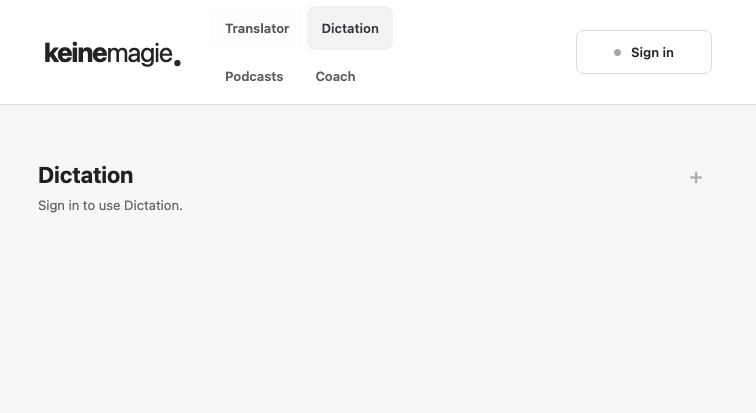 keinemagie.
Translator
Dictation
Podcasts
Coach
Sign in
Dictation
+
Sign in to use Dictation.